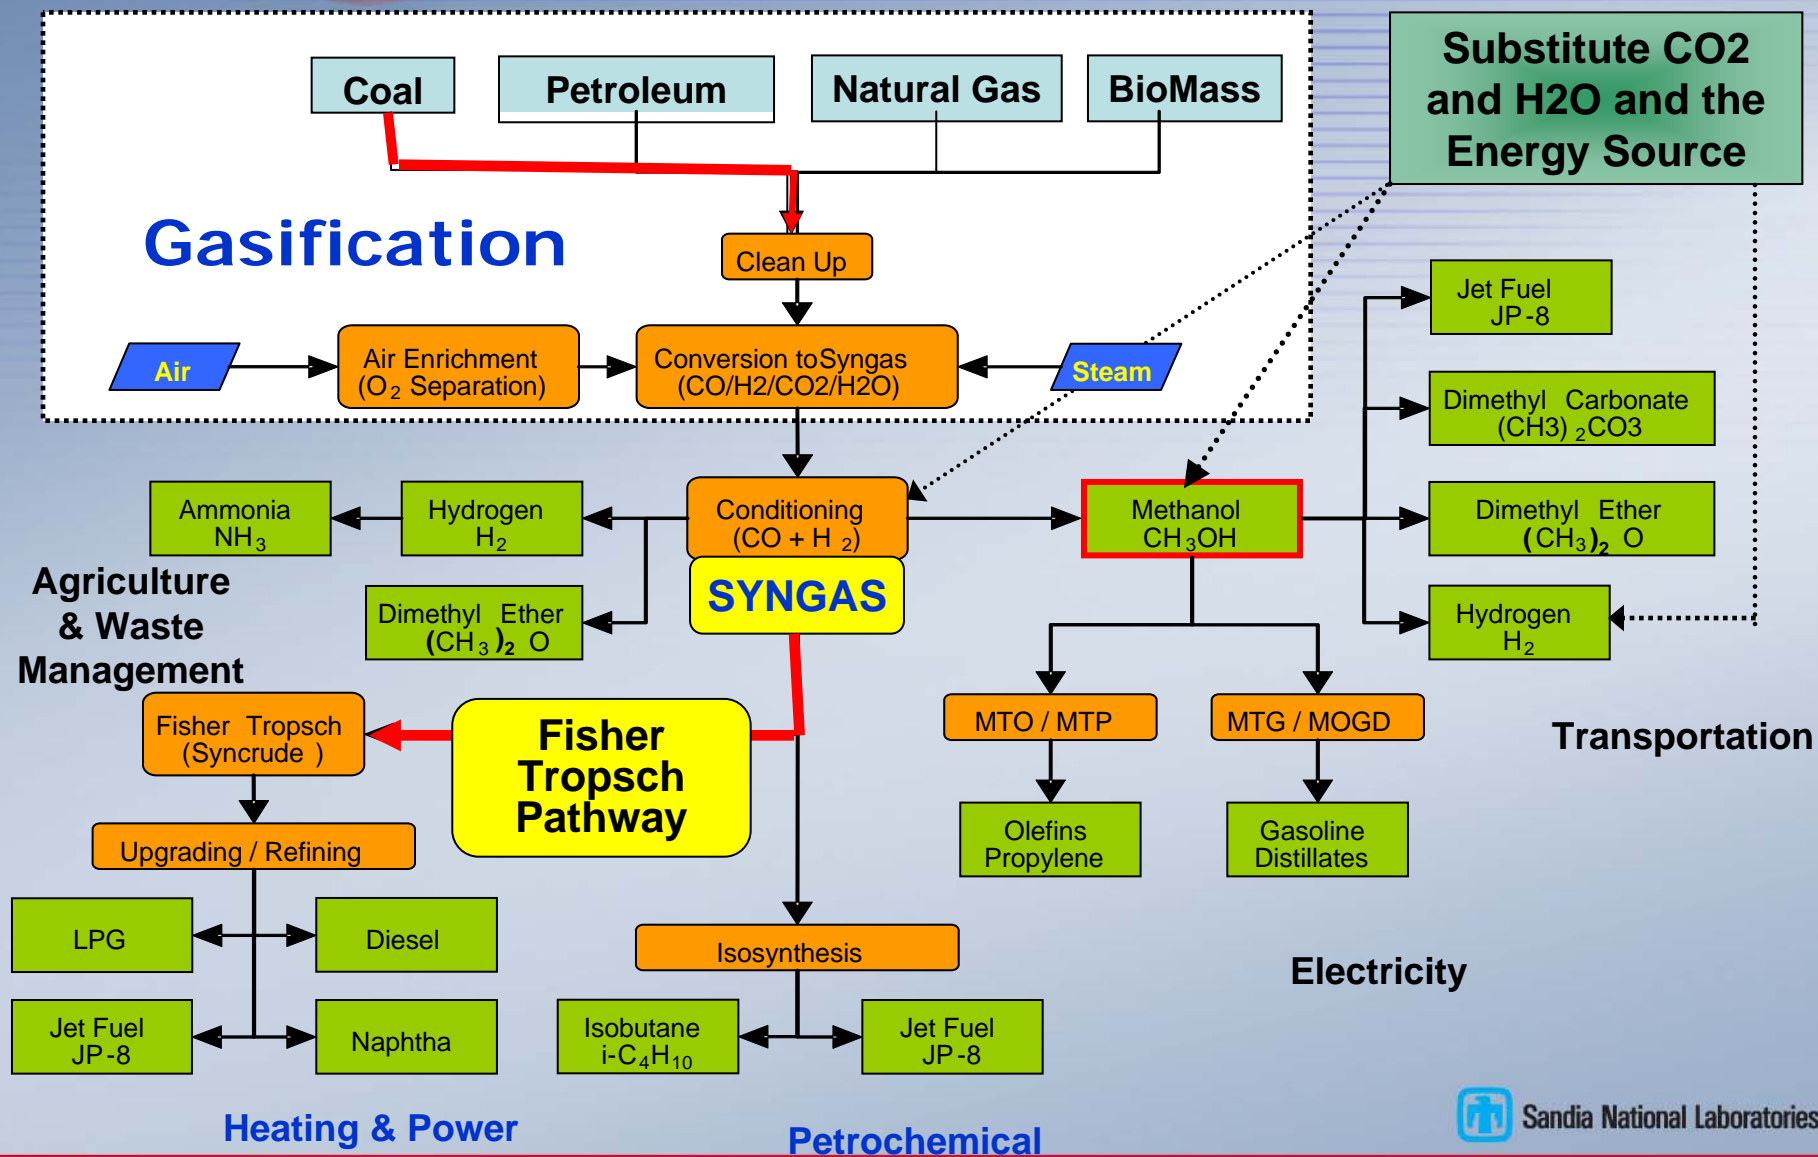 Coal
Petroleum
Natural Gas
BioMass
Substitute CO2
and H2O and the
Energy Source
Gasification
Clean Up
Air
Air Enrichment
(O2 Separation)
Conversion toSyngas
(CO/H2/CO2/H2O)
Steam
Jet Fuel
JP-8
Dimethyl Carbonate
(CH3) 2CO3
Ammonia
NH3
Hydrogen
H2
Conditioning
(CO + H 2)
SYNGAS
Methanol
CH3OH
Dimethyl Ether
(CH3)2 O
Agriculture
& Waste
Management
Dimethyl Ether
(CH3)2 O
Hydrogen
H2
Fisher Tropsch
(Syncrude )
Fisher
Tropsch
Pathway
MTO / MTP
MTG / MOGD
Transportation
Upgrading / Refining
Olefins
Propylene
Gasoline
Distillates
LPG
Diesel
Isosynthesis
Electricity
Jet Fuel
JP-8
Naphtha
Isobutane
i-C4H10
Jet Fuel
JP-8
Heating & Power
Petrochemical
Sandia National Laboratories